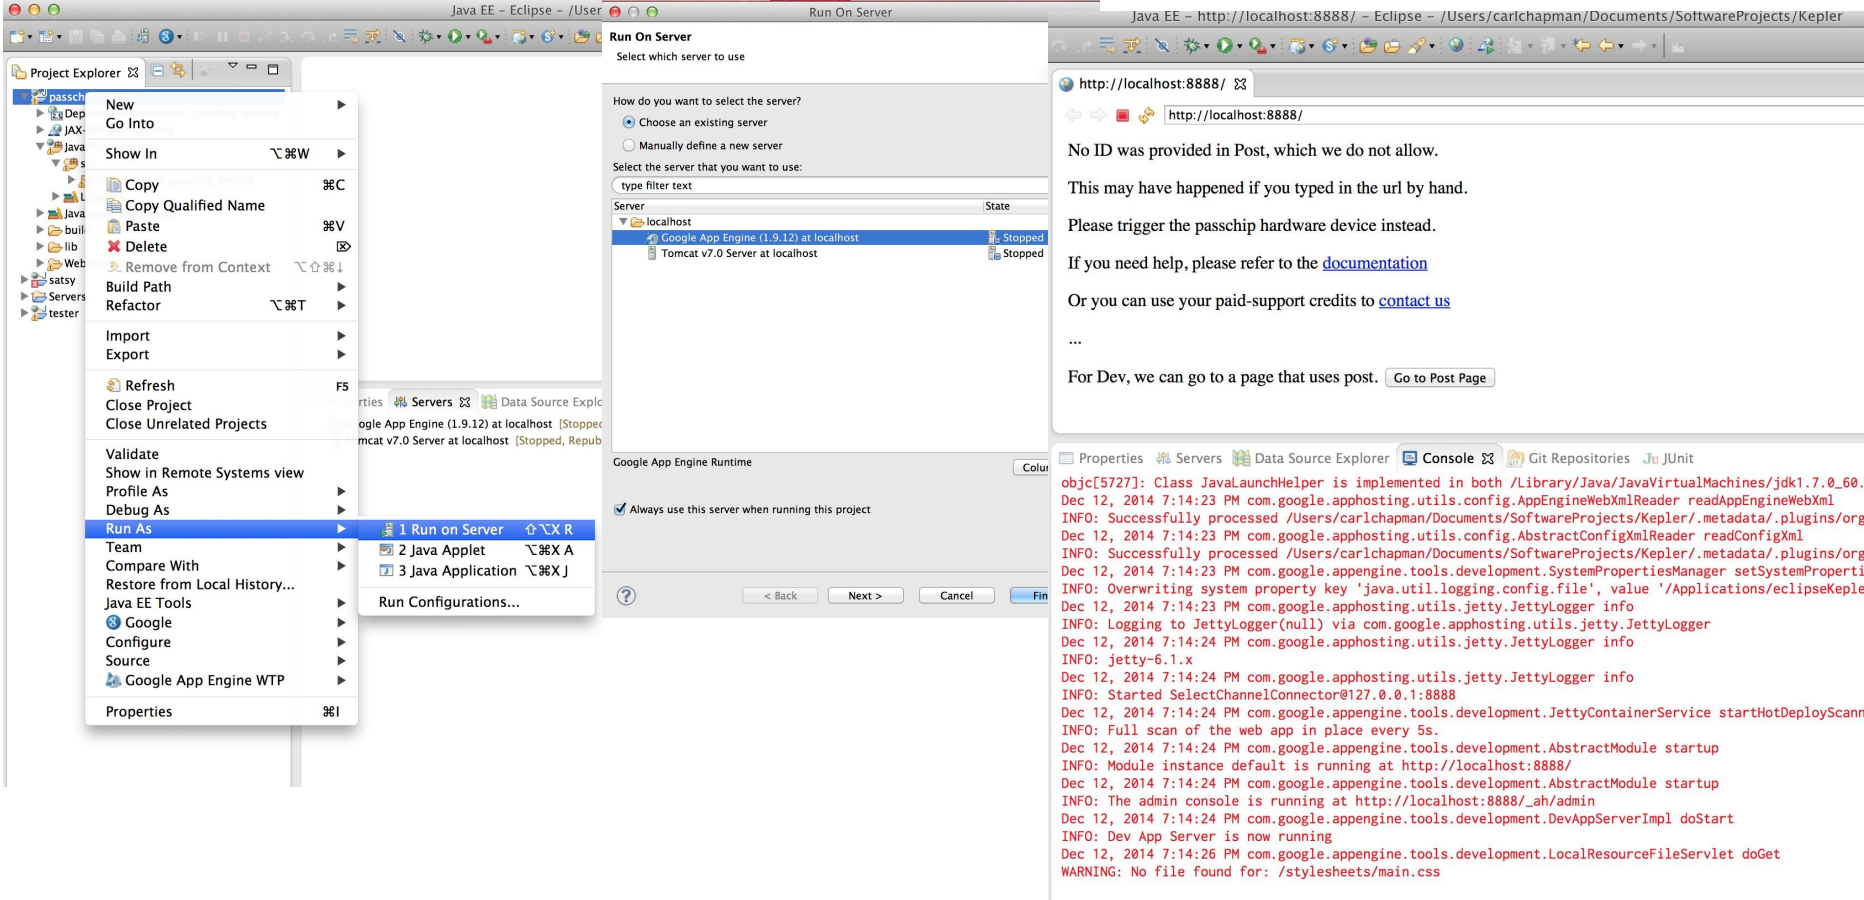 Java EE - Eclipse - /User
Project Explorer
passch
Dep
JAX-
Java
s
L
Java
buil
lib
Web
satsy
Servers
tester
New
Go Into
Show In ⌥⌘W
Copy ⌘C
Copy Qualified Name
Paste ⌘V
Delete ⌦
Remove from Context ⌥⇧⌘↓
Build Path
Refactor ⌥⌘T
Import
Export
Refresh F5
Close Project
Close Unrelated Projects
Validate
Show in Remote Systems view
Profile As
Debug As
Run As
Team
Compare With
Restore from Local History...
Java EE Tools
Google
Configure
Source
Google App Engine WTP
Properties ⌘I
1 Run on Server ⇧⌥X R
2 Java Applet ⌥⌘X A
3 Java Application ⌥⌘X J
Run Configurations...
rties Servers Data Source Explo
ogle App Engine (1.9.12) at localhost [Stopped
mcat v7.0 Server at localhost [Stopped, Repub
Run On Server
Run On Server
Select which server to use
How do you want to select the server?
Choose an existing server
Manually define a new server
Select the server that you want to use:
type filter text
Server State
localhost
Google App Engine (1.9.12) at localhost Stopped
Tomcat v7.0 Server at localhost Stopped
Google App Engine Runtime
Colu
Always use this server when running this project
? < Back Next > Cancel Fin
Java EE - http://localhost:8888/ - Eclipse - /Users/carlchapman/Documents/SoftwareProjects/Kepler
http://localhost:8888/
http://localhost:8888/
No ID was provided in Post, which we do not allow.
This may have happened if you typed in the url by hand.
Please trigger the passchip hardware device instead.
If you need help, please refer to the documentation
Or you can use your paid-support credits to contact us
...
For Dev, we can go to a page that uses post. Go to Post Page
Properties Servers Data Source Explorer Console Git Repositories JUnit
objc[5727]: Class JavaLaunchHelper is implemented in both /Library/Java/JavaVirtualMachines/jdk1.7.0_60.
Dec 12, 2014 7:14:23 PM com.google.apphosting.utils.config.AppEngineWebXmlReader readAppEngineWebXml
INFO: Successfully processed /Users/carlchapman/Documents/SoftwareProjects/Kepler/.metadata/.plugins/org
Dec 12, 2014 7:14:23 PM com.google.apphosting.utils.config.AbstractConfigXmlReader readConfigXml
INFO: Successfully processed /Users/carlchapman/Documents/SoftwareProjects/Kepler/.metadata/.plugins/org
Dec 12, 2014 7:14:23 PM com.google.appengine.tools.development.SystemPropertiesManager setSystemProperti
INFO: Overwriting system property key 'java.util.logging.config.file', value '/Applications/eclipseKeple
Dec 12, 2014 7:14:23 PM com.google.apphosting.utils.jetty.JettyLogger info
INFO: Logging to JettyLogger(null) via com.google.apphosting.utils.jetty.JettyLogger
Dec 12, 2014 7:14:23 PM com.google.apphosting.utils.jetty.JettyLogger info
INFO: jetty-6.1.x
Dec 12, 2014 7:14:24 PM com.google.apphosting.utils.jetty.JettyLogger info
INFO: Started SelectChannelConnector@127.0.0.1:8888
Dec 12, 2014 7:14:24 PM com.google.appengine.tools.development.JettyContainerService startHotDeployScann
INFO: Full scan of the web app in place every 5s.
Dec 12, 2014 7:14:24 PM com.google.appengine.tools.development.AbstractModule startup
INFO: Module instance default is running at http://localhost:8888/
Dec 12, 2014 7:14:24 PM com.google.appengine.tools.development.AbstractModule startup
INFO: The admin console is running at http://localhost:8888/_ah/admin
Dec 12, 2014 7:14:24 PM com.google.appengine.tools.development.DevAppServerImpl doStart
INFO: Dev App Server is now running
Dec 12, 2014 7:14:26 PM com.google.appengine.tools.development.LocalResourceFileServlet doGet
WARNING: No file found for: /stylesheets/main.css